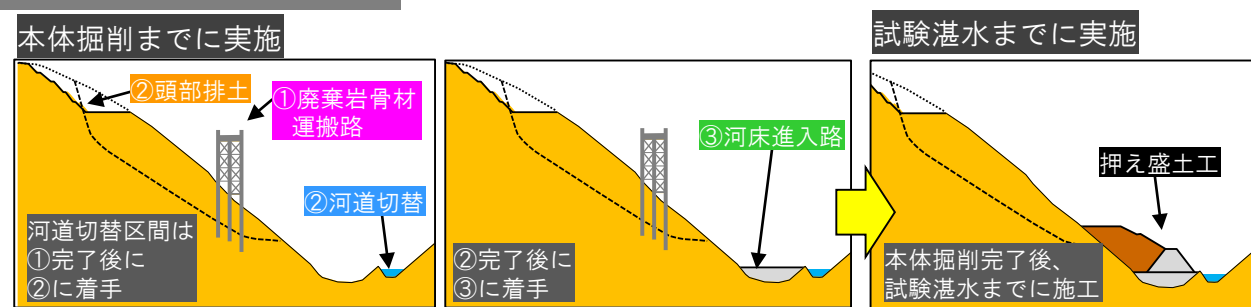 本体掘削までに実施
②頭部排土
①廃棄岩骨材
運搬路
②河道切替
河道切替区間は
①完了後に
②に着手
③河床進入路
②完了後に
③に着手
試験湛水までに実施
押え盛土工
本体掘削完了後、
試験湛水までに施工